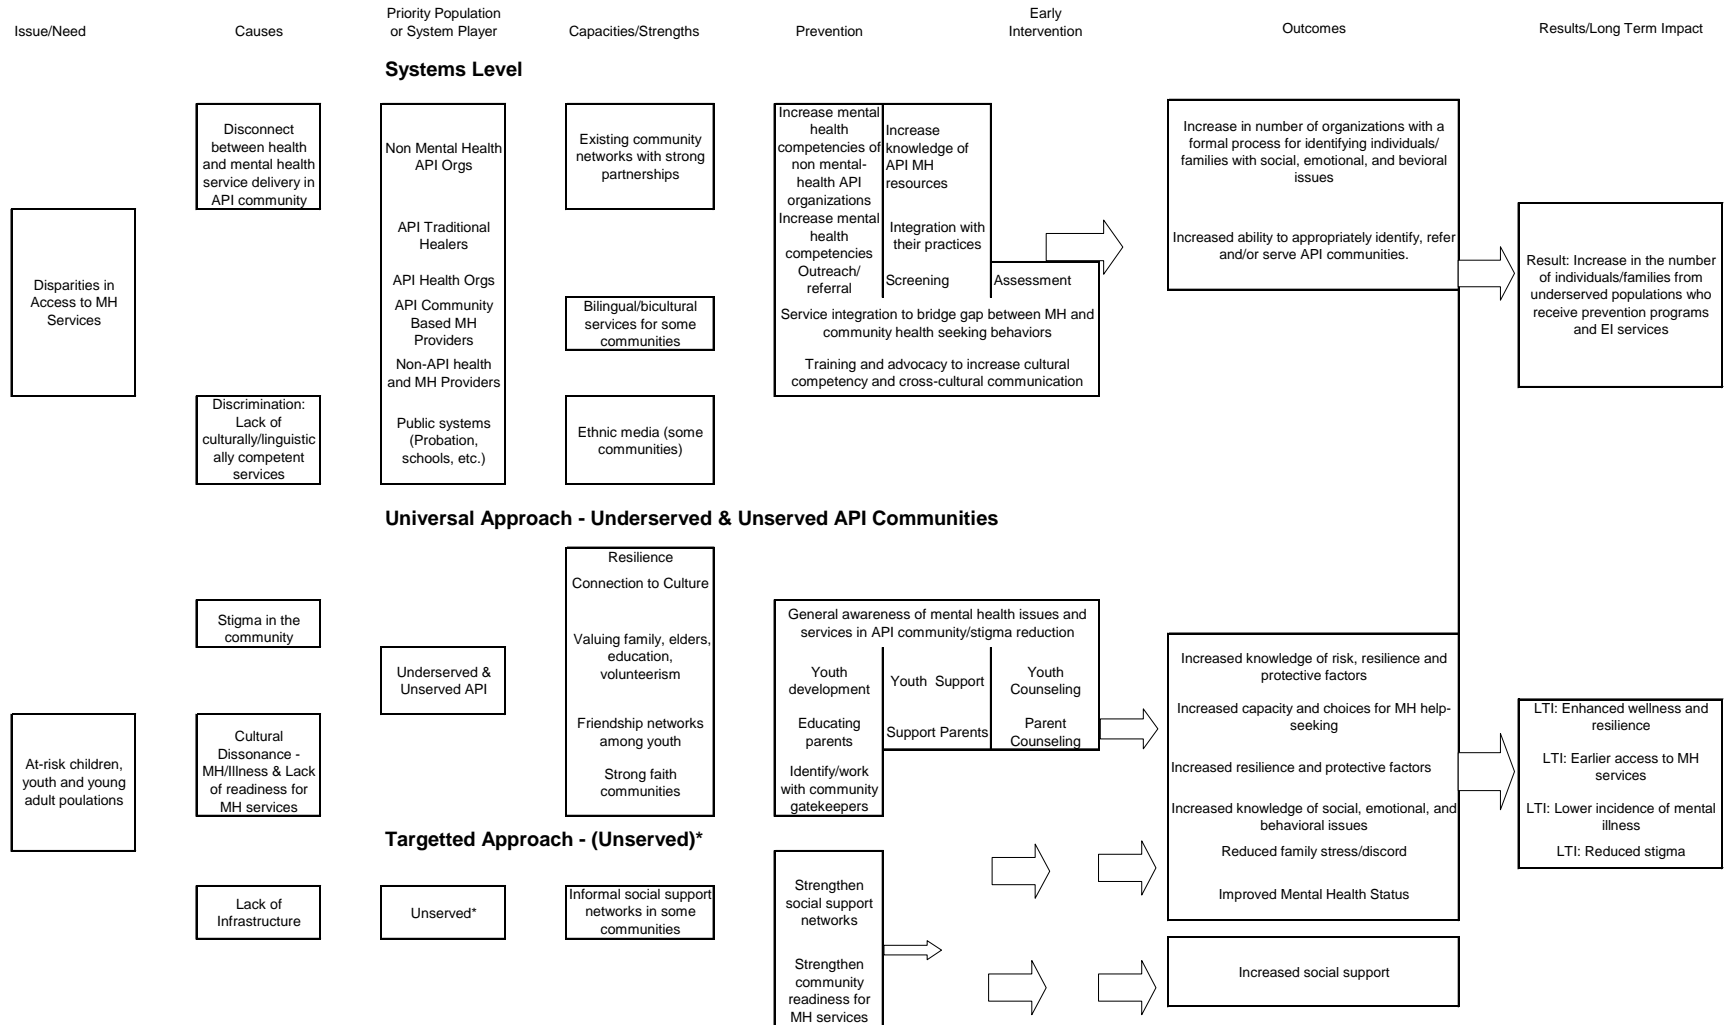 Issue/Need
Causes
Priority Population
or System Player
Capacities/Strengths
Prevention
Early
Intervention
Outcomes
Results/Long Term Impact
Systems Level
Disparities in
Access to MH
Services
Disconnect
between health
and mental health
service delivery in
API community
Discrimination:
Lack of
culturally/linguistic
ally competent
services
Non Mental Health
API Orgs
API Traditional
Healers
API Health Orgs
API Community
Based MH
Providers
Non-API health
and MH Providers
Public systems
(Probation,
schools, etc.)
Existing community
networks with strong
partnerships
Bilingual/bicultural
services for some
communities
Ethnic media (some
communities)
Increase mental
health
competencies of
non mental-
health API
organizations
Increase
knowledge of
API MH
resources
Increase mental
health
competencies
Integration with
their practices
Outreach/
referral
Screening
Assessment
Service integration to bridge gap between MH and
community health seeking behaviors
Training and advocacy to increase cultural
competency and cross-cultural communication
Increase in number of organizations with a
formal process for identifying individuals/
families with social, emotional, and bevioral
issues
Increased ability to appropriately identify, refer
and/or serve API communities.
Result: Increase in the number
of individuals/families from
underserved populations who
receive prevention programs
and EI services
Universal Approach - Underserved & Unserved API Communities
At-risk children,
youth and young
adult poulations
Stigma in the
community
Cultural
Dissonance -
MH/Illness & Lack
of readiness for
MH services
Underserved &
Unserved API
Resilience
Connection to Culture
Valuing family, elders,
education,
volunteerism
Friendship networks
among youth
Strong faith
communities
General awareness of mental health issues and
services in API community/stigma reduction
Youth
development
Youth  Support
Youth
Counseling
Educating
parents
Support Parents
Parent
Counseling
Identify/work
with community
gatekeepers
Increased knowledge of risk, resilience and
protective factors
Increased capacity and choices for MH help-
seeking
Increased resilience and protective factors
Increased knowledge of social, emotional, and
behavioral issues
Reduced family stress/discord
Improved Mental Health Status
LTI: Enhanced wellness and
resilience
LTI: Earlier access to MH
services
LTI: Lower incidence of mental
illness
LTI: Reduced stigma
Targetted Approach - (Unserved)*
Lack of
Infrastructure
Unserved*
Informal social support
networks in some
communities
Strengthen
social support
networks
Strengthen
community
readiness for
MH services
Increased social support